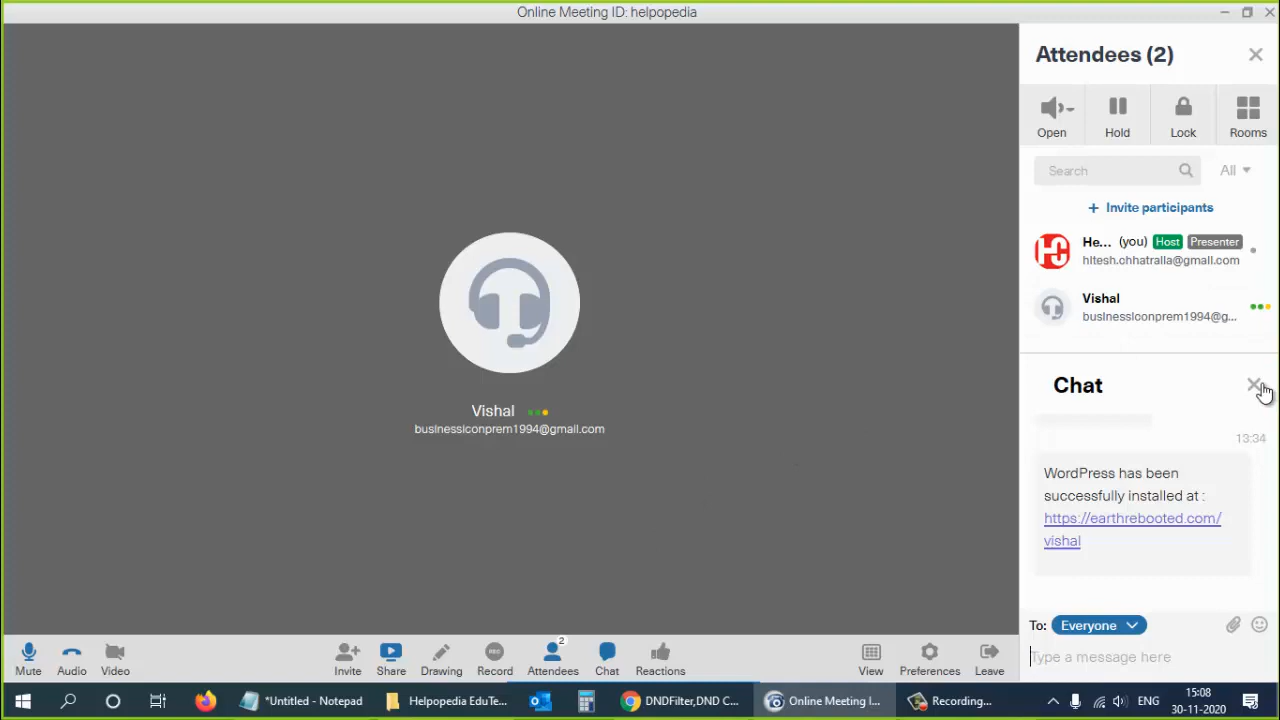 Online Meeting ID: helpopedia
Attendees (2)
Open
Hold
Lock
Rooms
Search
All
+ Invite participants
HC
He... (you) Host Presenter
hitesh.chhatralla@gmail.com
Vishal
businessiconprem1994@g...
Chat
13:34
WordPress has been
successfully installed at :
https://earthrebooted.com/
vishal
Vishal
businessiconprem1994@gmail.com
To: Everyone
Type a message here
Mute
Audio
Video
Invite
Share
Drawing
REC
Record
2
Attendees
Chat
Reactions
View
Preferences
Leave
*Untitled - Notepad
Helpopedia EduTe...
DNDFilter,DND C...
Online Meeting I...
Recording...
ENG
15:08
30-11-2020